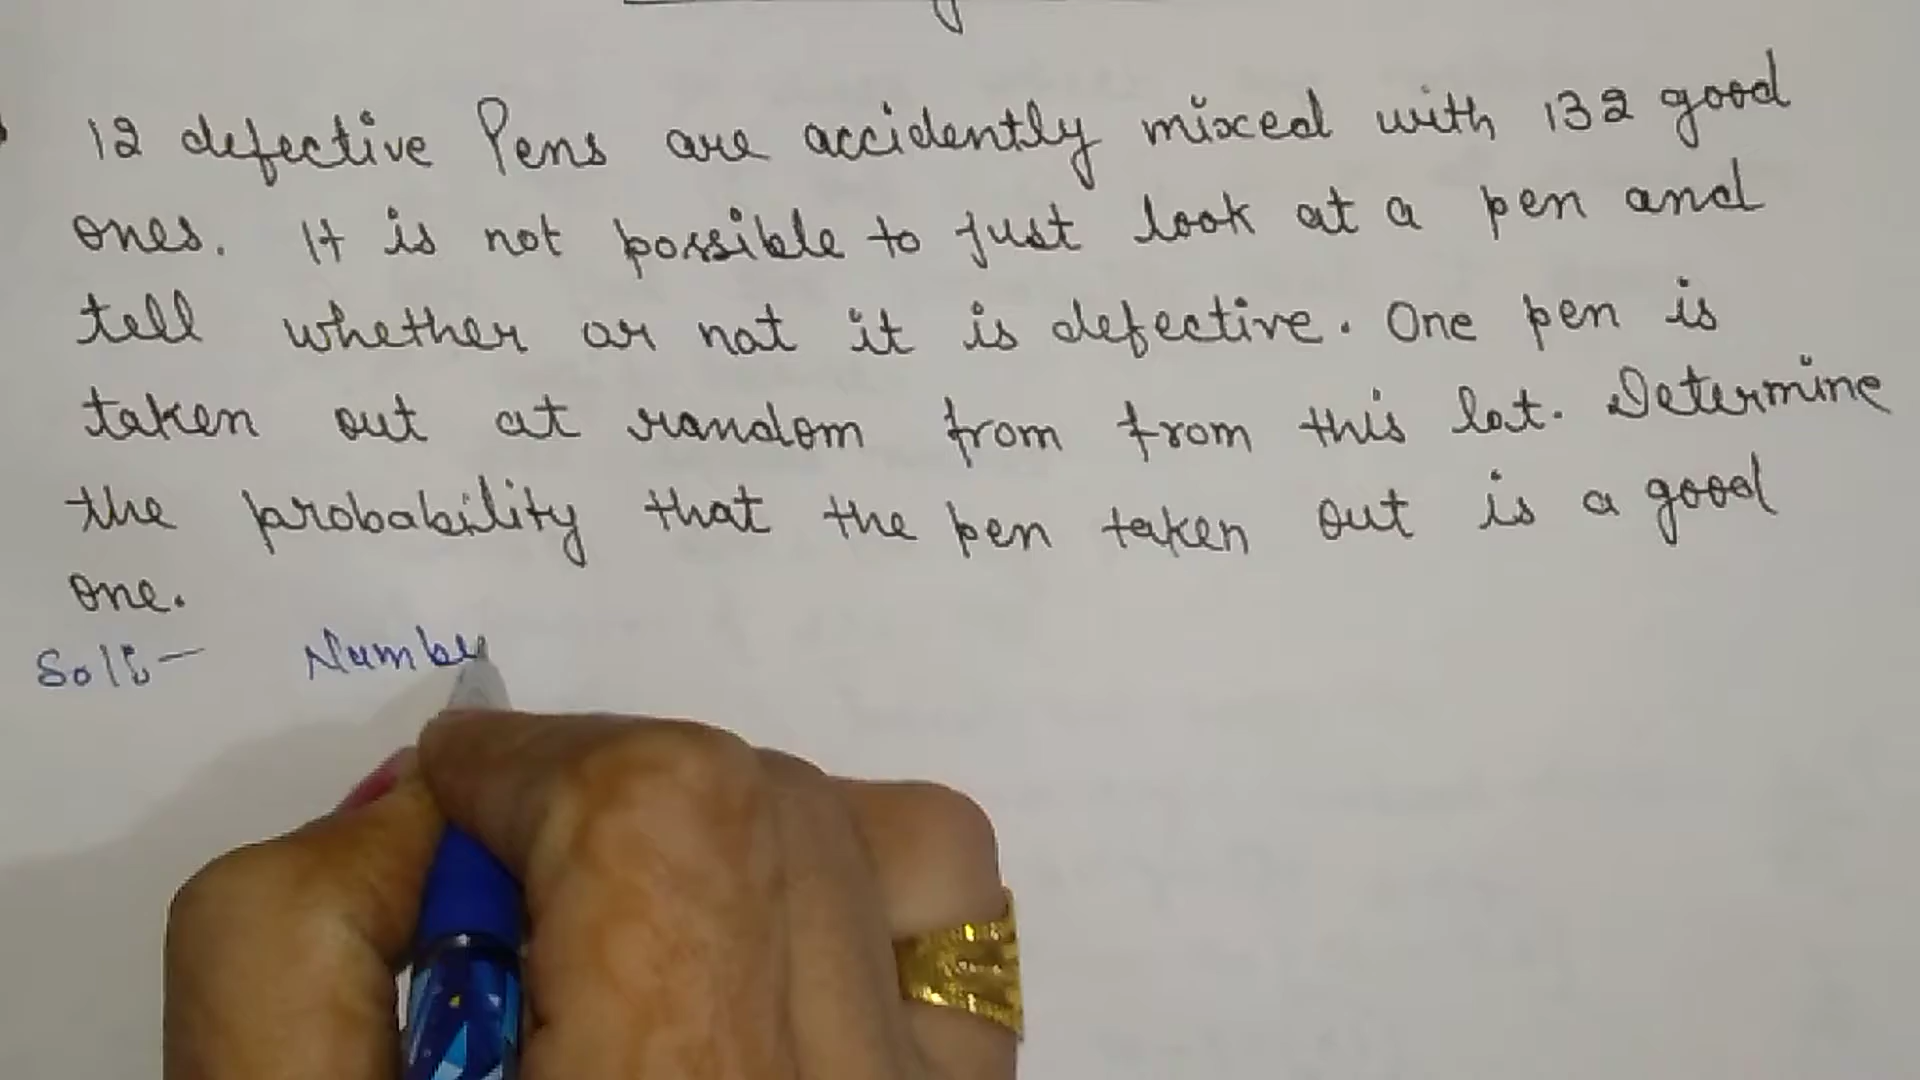 12 defective Pens are accidently mixed with 132 good
ones. It is not possible to just look at a pen and
tell whether or not it is defective. One pen is
taken out at random from from this lot. Determine
the probability that the pen taken out is a good
one.
Sol:- Number